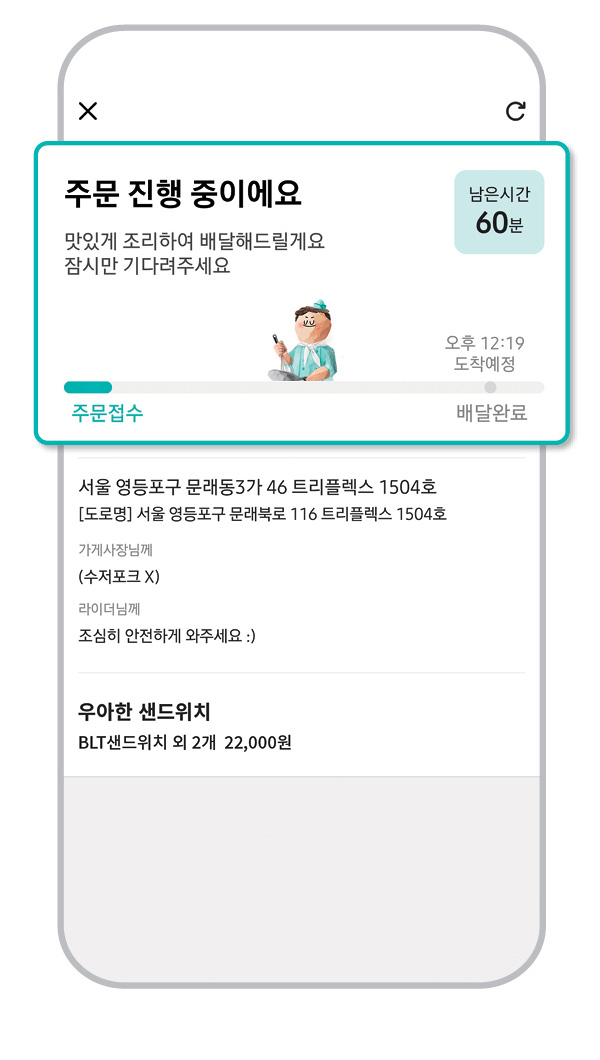 주문 진행 중이에요
맛있게 조리하여 배달해드릴게요
잠시만 기다려주세요
남은시간
60분
오후 12:19
도착예정
주문접수
배달완료
서울 영등포구 문래동3가 46 트리플렉스 1504호
[도로명] 서울 영등포구 문래북로 116 트리플렉스 1504호
가게사장님께
(수저포크 X)
라이더님께
조심히 안전하게 와주세요 :)
우아한 샌드위치
BLT샌드위치 외 2개 22,000원